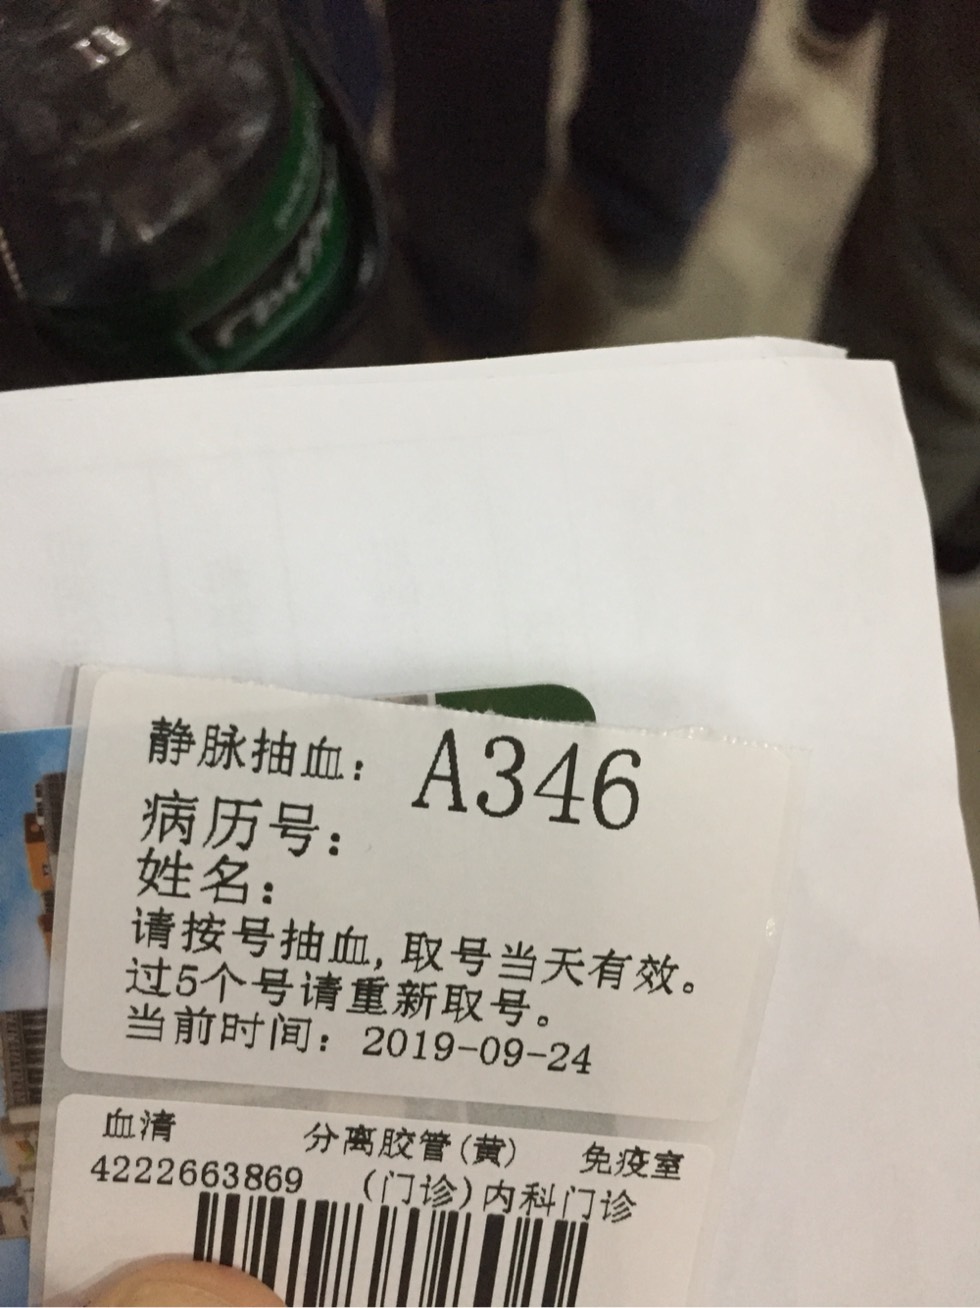 静脉抽血： A346
病历号：
姓名：
请按号抽血, 取号当天有效。
过5个号请重新取号。
当前时间： 2019-09-24
血清 分离胶管(黄) 免疫室
4222663869 (门诊)内科门诊